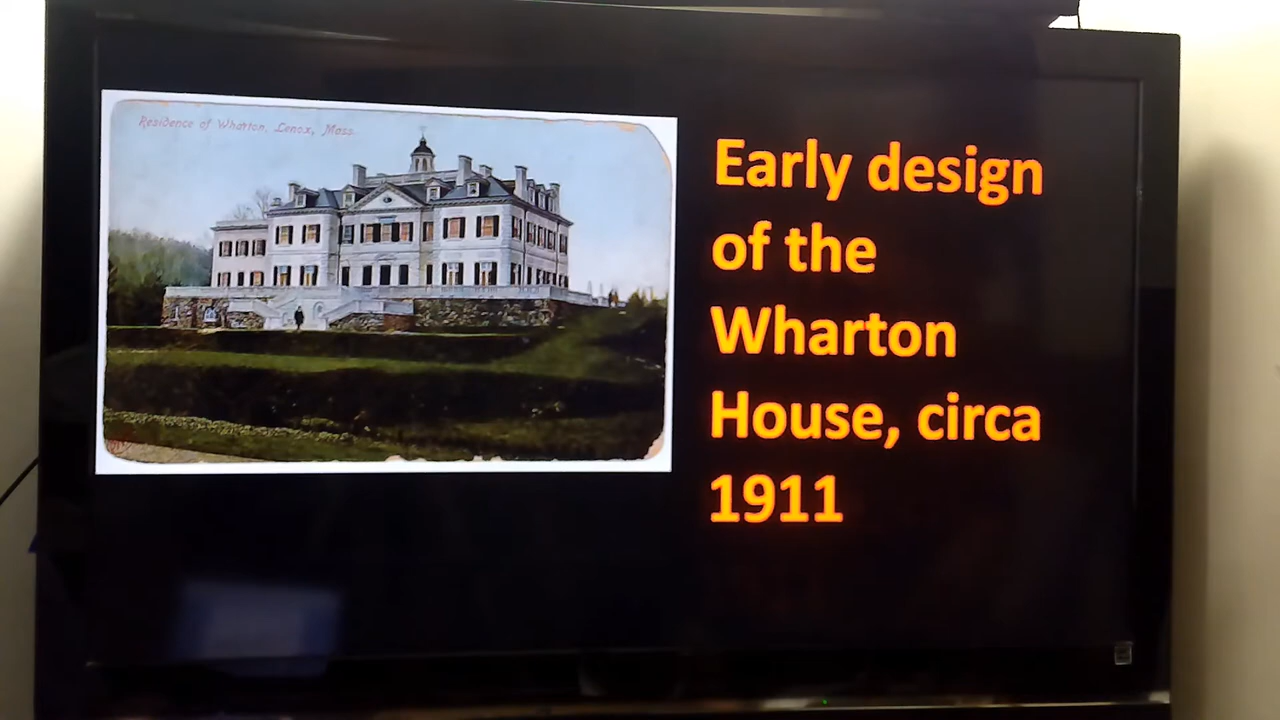 Residence of Wharton, Lenox, Mass.
Early design
of the
Wharton
House, circa
1911